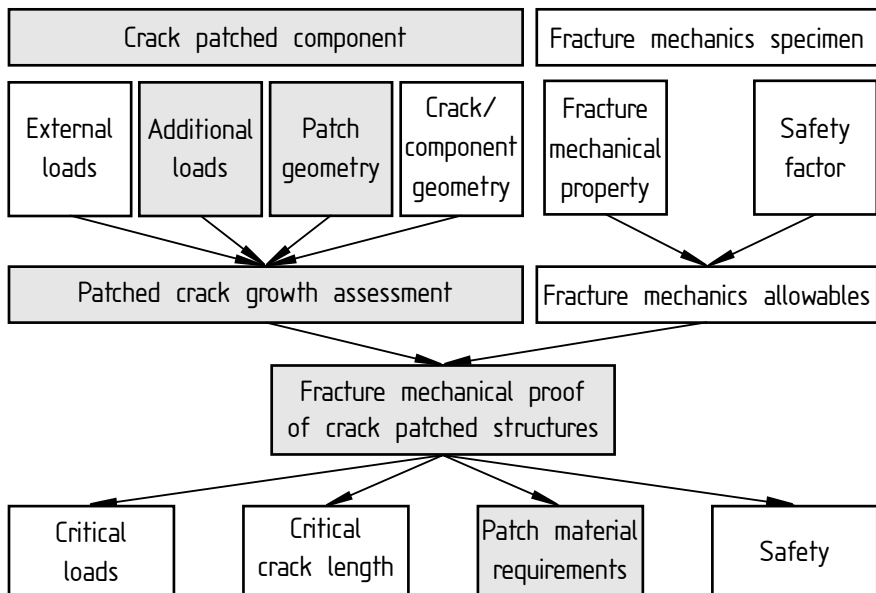 Crack patched component
Fracture mechanics specimen
External
loads
Additional
loads
Patch
geometry
Crack/
component
geometry
Fracture
mechanical
property
Safety
factor
Patched crack growth assessment
Fracture mechanics allowables
Fracture mechanical proof
of crack patched structures
Critical
loads
Critical
crack length
Patch material
requirements
Safety